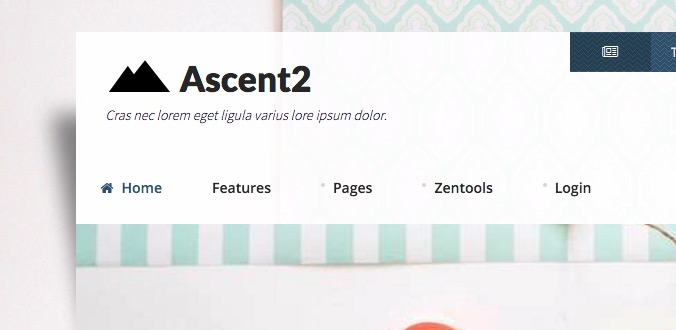 Ascent2
Cras nec lorem eget ligula varius lore ipsum dolor.
Home Features Pages Zentools Login